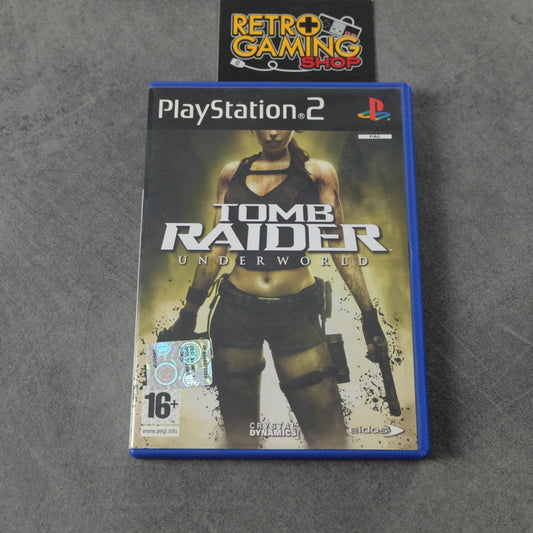 RETRO
GAMING
SHOP
PlayStation®2
PAL
TOMB
RAIDER
UNDERWORLD
16+
www.pegi.info
CRYSTAL
DYNAMICS
eidos